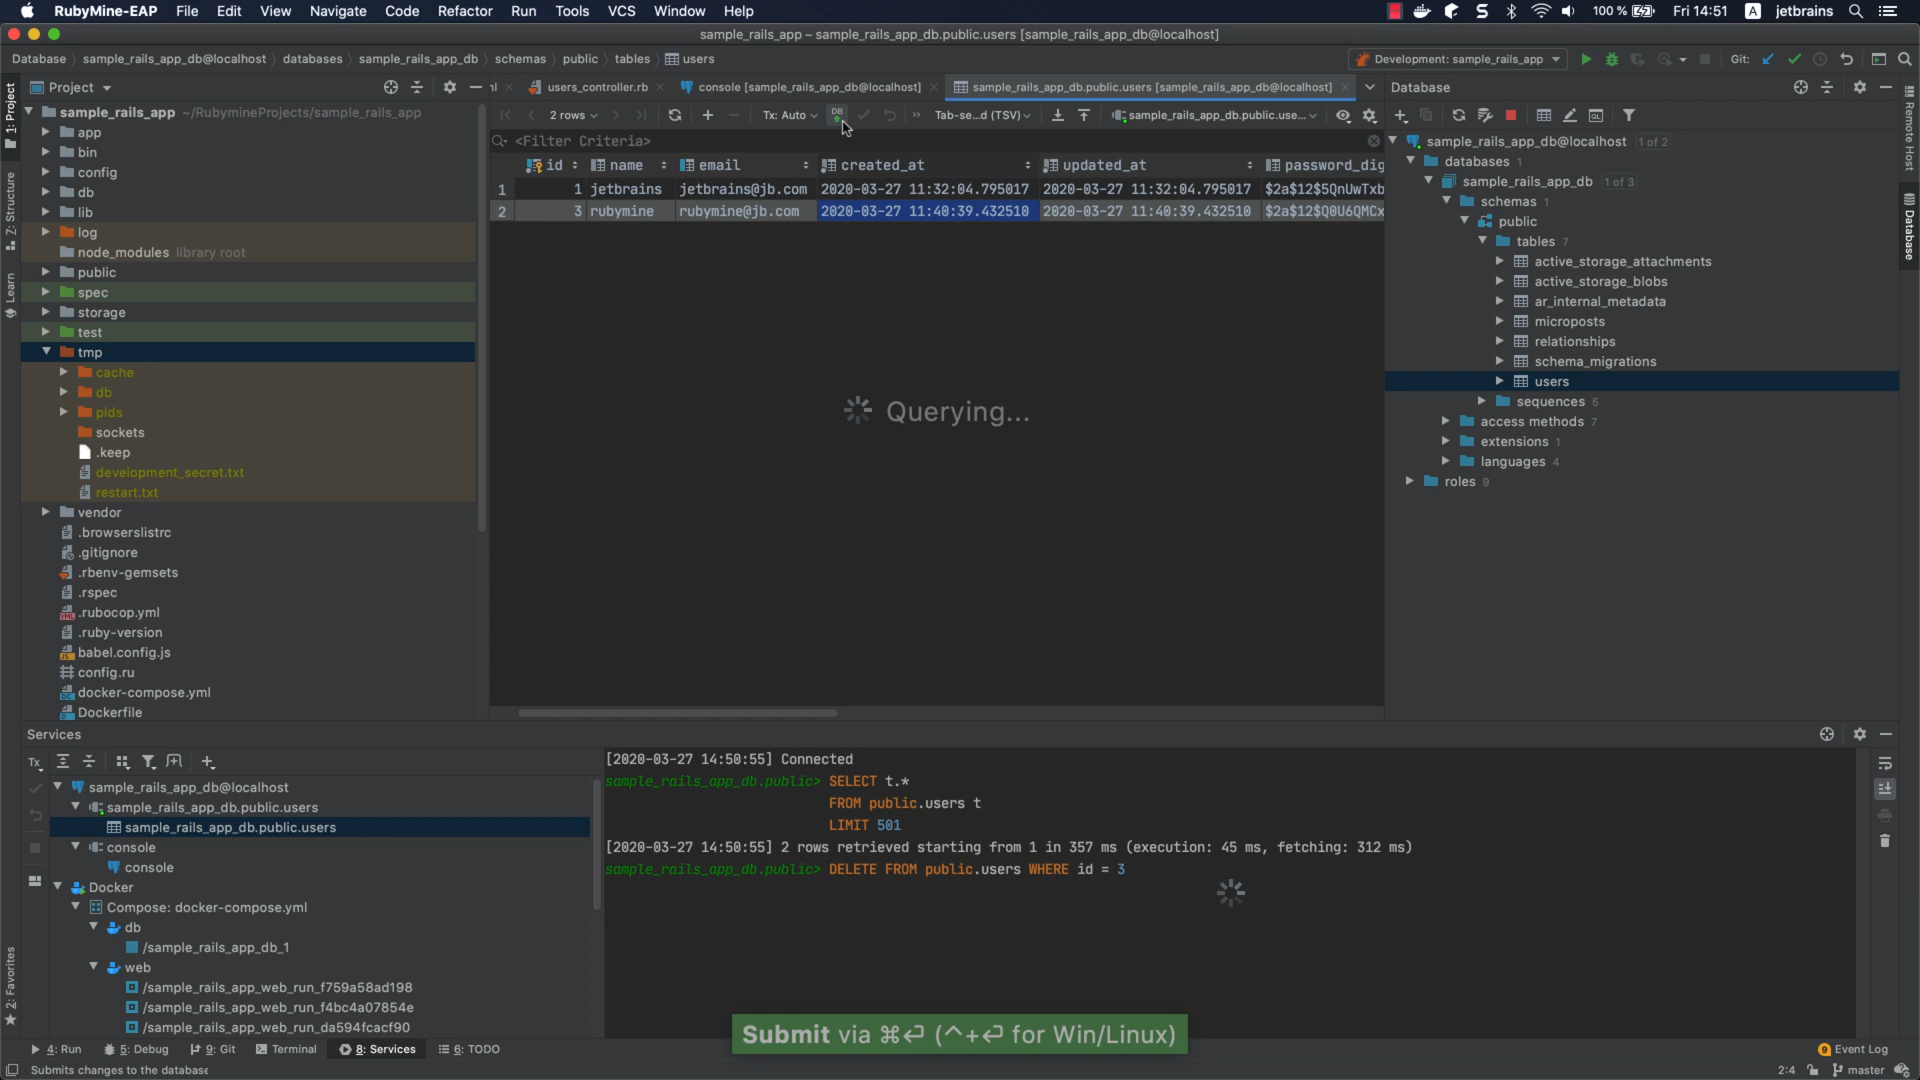 RubyMine-EAP File Edit View Navigate Code Refactor Run Tools VCS Window Help 100 % Fri 14:51 A jetbrains
sample_rails_app – sample_rails_app_db.public.users [sample_rails_app_db@localhost]
Database sample_rails_app_db@localhost databases sample_rails_app_db schemas public tables users Development: sample_rails_app Git:
Project
users_controller.rb console [sample_rails_app_db@localhost] sample_rails_app_db.public.users [sample_rails_app_db@localhost] Database
2 rows Tx: Auto DB Tab-se...d (TSV) sample_rails_app_db.public.use...
<Filter Criteria>
id name email created_at updated_at password_dig
1 1 jetbrains jetbrains@jb.com 2020-03-27 11:32:04.795017 2020-03-27 11:32:04.795017 $2a$12$5QnUwTxb
2 3 rubymine rubymine@jb.com 2020-03-27 11:40:39.432510 2020-03-27 11:40:39.432510 $2a$12$Q0U6QMCx
Querying...
1: Project
Z: Structure
Learn
2: Favorites
sample_rails_app ~/RubymineProjects/sample_rails_app
app
bin
config
db
lib
log
node_modules library root
public
spec
storage
test
tmp
cache
db
pids
sockets
.keep
development_secret.txt
restart.txt
vendor
.browserslistrc
.gitignore
.rbenv-gemsets
.rspec
.rubocop.yml
.ruby-version
babel.config.js
config.ru
docker-compose.yml
Dockerfile
sample_rails_app_db@localhost 1 of 2
databases 1
sample_rails_app_db 1 of 3
schemas 1
public
tables 7
active_storage_attachments
active_storage_blobs
ar_internal_metadata
microposts
relationships
schema_migrations
users
sequences 5
access methods 7
extensions 1
languages 4
roles 9
Remote Host
Database
Services
Tx
sample_rails_app_db@localhost
sample_rails_app_db.public.users
sample_rails_app_db.public.users
console
console
Docker
Compose: docker-compose.yml
db
/sample_rails_app_db_1
web
/sample_rails_app_web_run_f759a58ad198
/sample_rails_app_web_run_f4bc4a07854e
/sample_rails_app_web_run_da594fcacf90
[2020-03-27 14:50:55] Connected
sample_rails_app_db.public> SELECT t.*
FROM public.users t
LIMIT 501
[2020-03-27 14:50:55] 2 rows retrieved starting from 1 in 357 ms (execution: 45 ms, fetching: 312 ms)
sample_rails_app_db.public> DELETE FROM public.users WHERE id = 3
Submit via ⌘⏎ (^+⏎ for Win/Linux)
4: Run 5: Debug 9: Git Terminal 8: Services 6: TODO 9 Event Log
Submits changes to the database 2:4 master